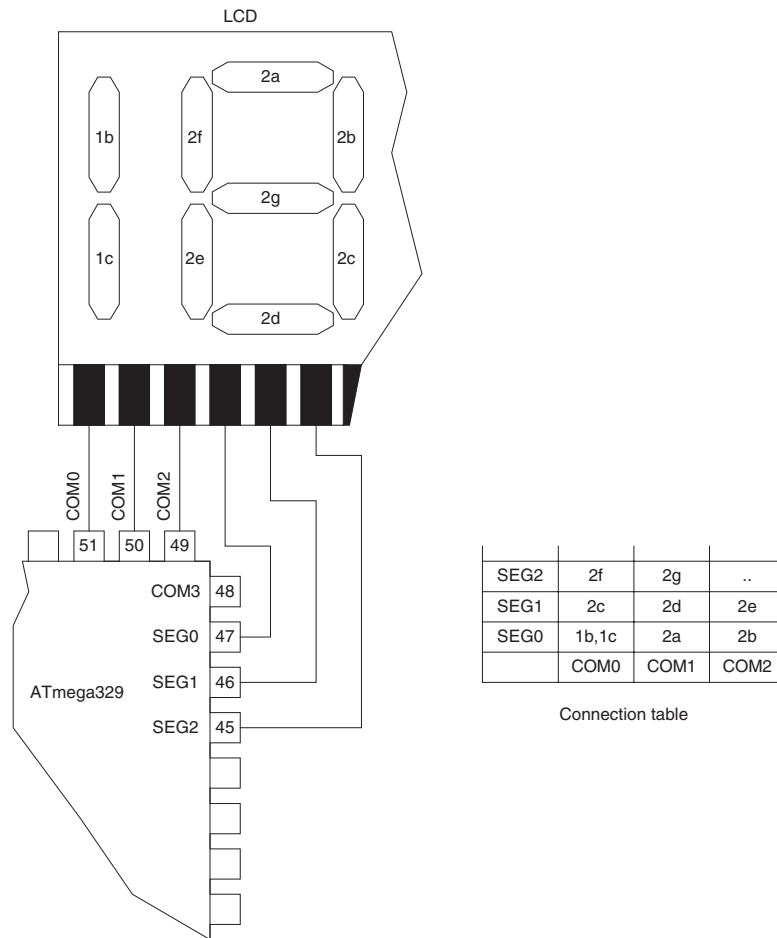 LCD
2a
1b 2f 2b
2g
1c 2e 2c
2d
COM0 COM1 COM2
51 50 49
COM3 48
SEG0 47
SEG1 46
ATmega329
SEG2 45
SEG2 2f 2g ..
SEG1 2c 2d 2e
SEG0 1b,1c 2a 2b
COM0 COM1 COM2
Connection table